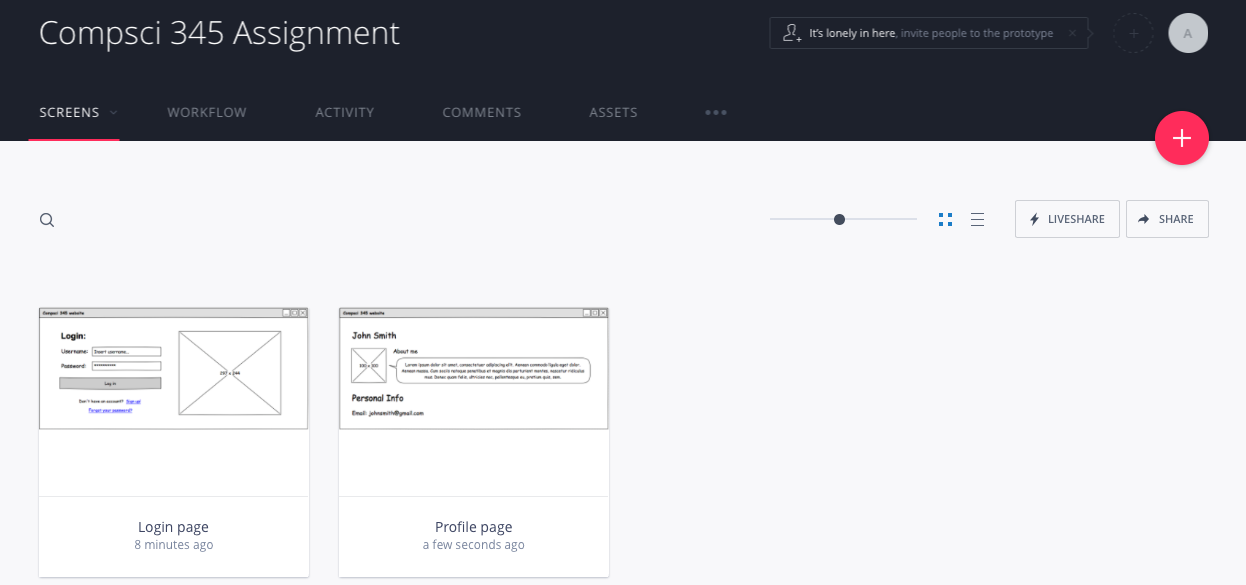 Compsci 345 Assignment
It's lonely in here, invite people to the prototype ×
A
SCREENS
WORKFLOW
ACTIVITY
COMMENTS
ASSETS
LIVESHARE
SHARE
Compsci 345 website
Login:
Username: Insert username...
Password: **********
Log in
Don't have an account? Sign up!
Forgot your password?
Compsci 345 website
John Smith
About me
Lorem ipsum dolor sit amet, consectetuer adipiscing elit. Aenean commodo ligula eget dolor.
Aenean massa. Cum sociis natoque penatibus et magnis dis parturient montes, nascetur ridiculus
mus. Donec quam felis, ultricies nec, pellentesque eu, pretium quis, sem.
Personal Info
Email: johnsmith@gmail.com
Login page
8 minutes ago
Profile page
a few seconds ago